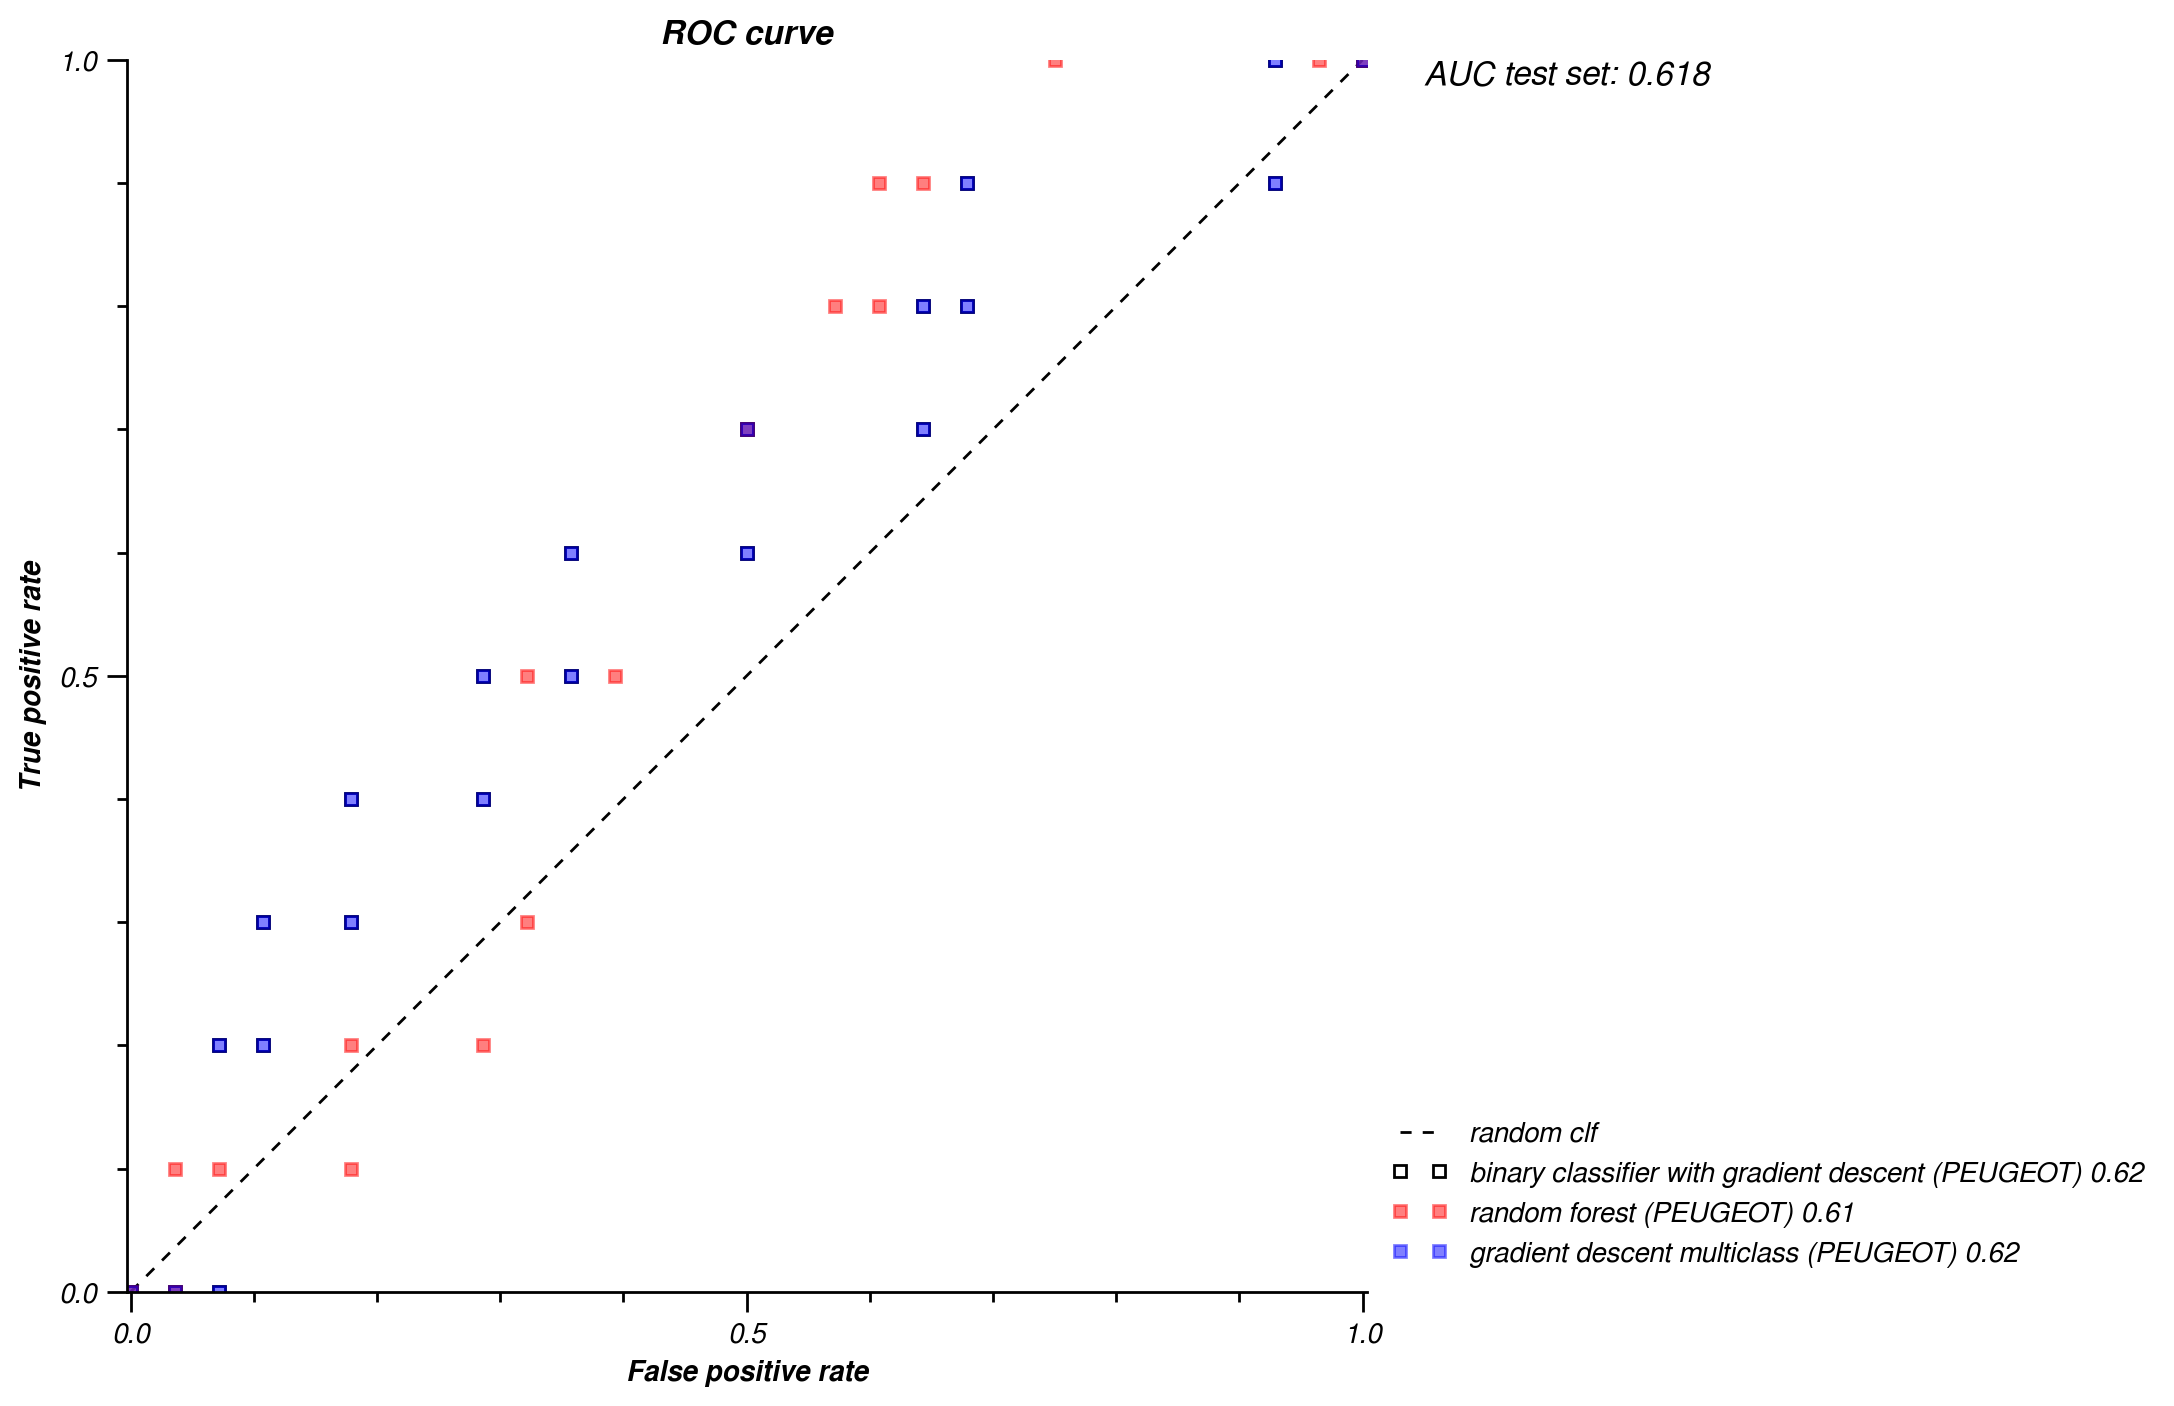 ROC curve
1.0
AUC test set: 0.618
True positive rate
0.5
random clf
binary classifier with gradient descent (PEUGEOT) 0.62
random forest (PEUGEOT) 0.61
gradient descent multiclass (PEUGEOT) 0.62
0.0
0.0 0.5 1.0
False positive rate